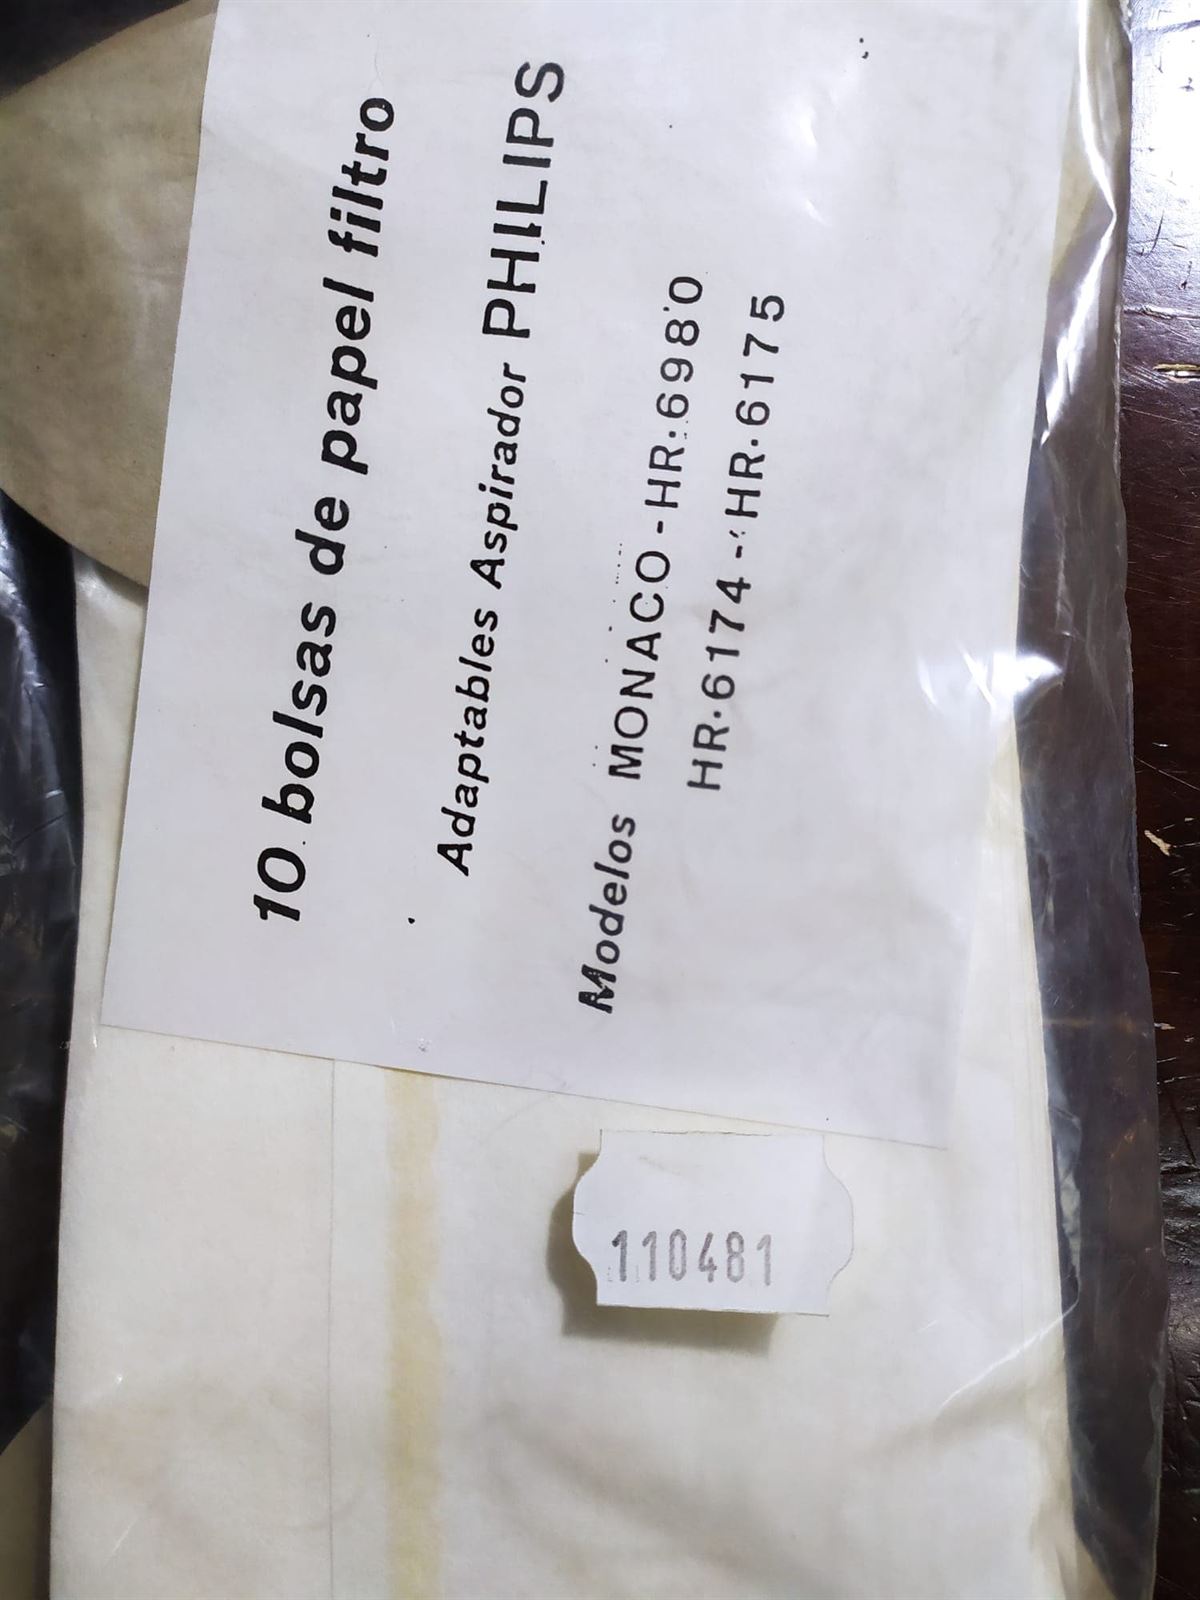 10 bolsas de papel filtro
Adaptables Aspirador PHILIPS
Modelos MONACO - HR·6980
HR·6174 - HR·6175
110481